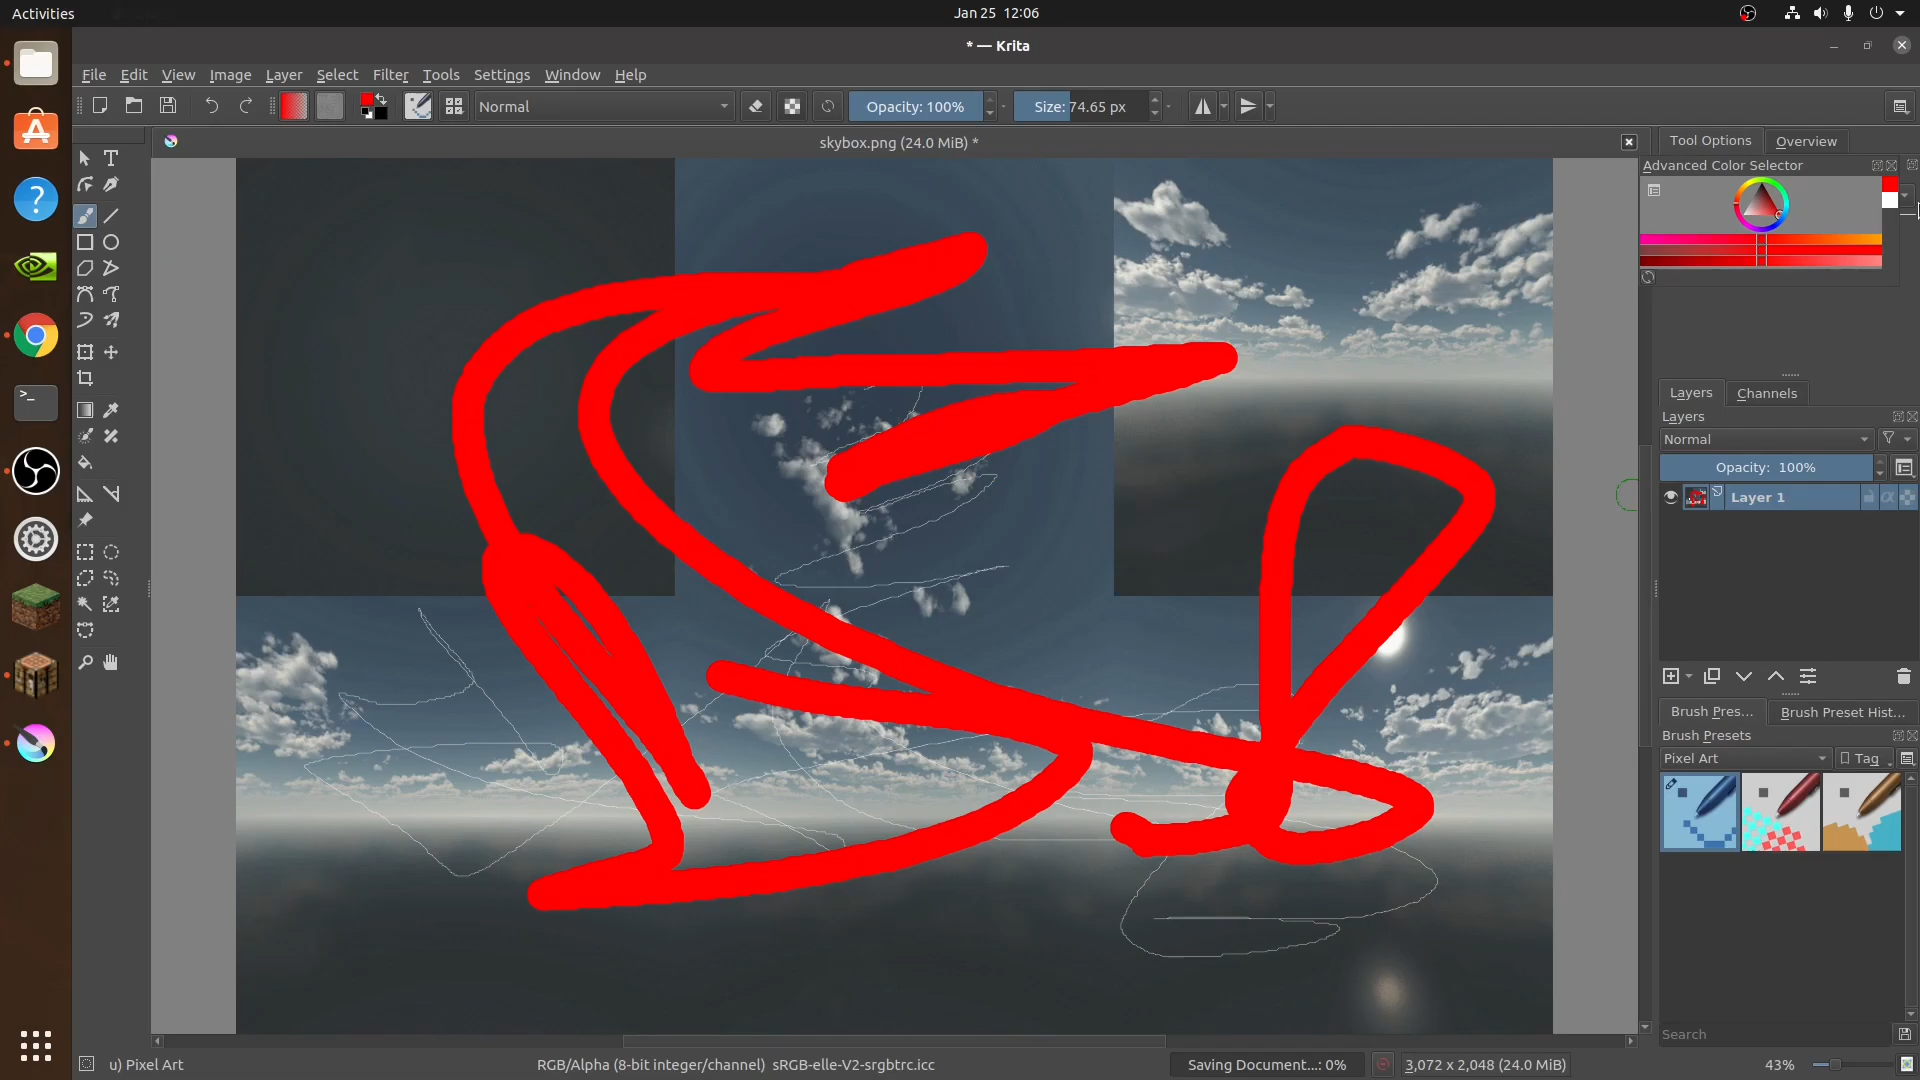 Activities
Jan 25 12:06
* — Krita
File Edit View Image Layer Select Filter Tools Settings Window Help
Normal
Opacity: 100%
Size: 74.65 px
skybox.png (24.0 MiB) *
Tool Options
Overview
Advanced Color Selector
Layers
Channels
Layers
Normal
Opacity: 100%
Layer 1
Brush Pres...
Brush Preset Hist...
Brush Presets
Pixel Art
Tag
Search
u) Pixel Art
RGB/Alpha (8-bit integer/channel) sRGB-elle-V2-srgbtrc.icc
Saving Document...: 0%
3,072 x 2,048 (24.0 MiB)
43%